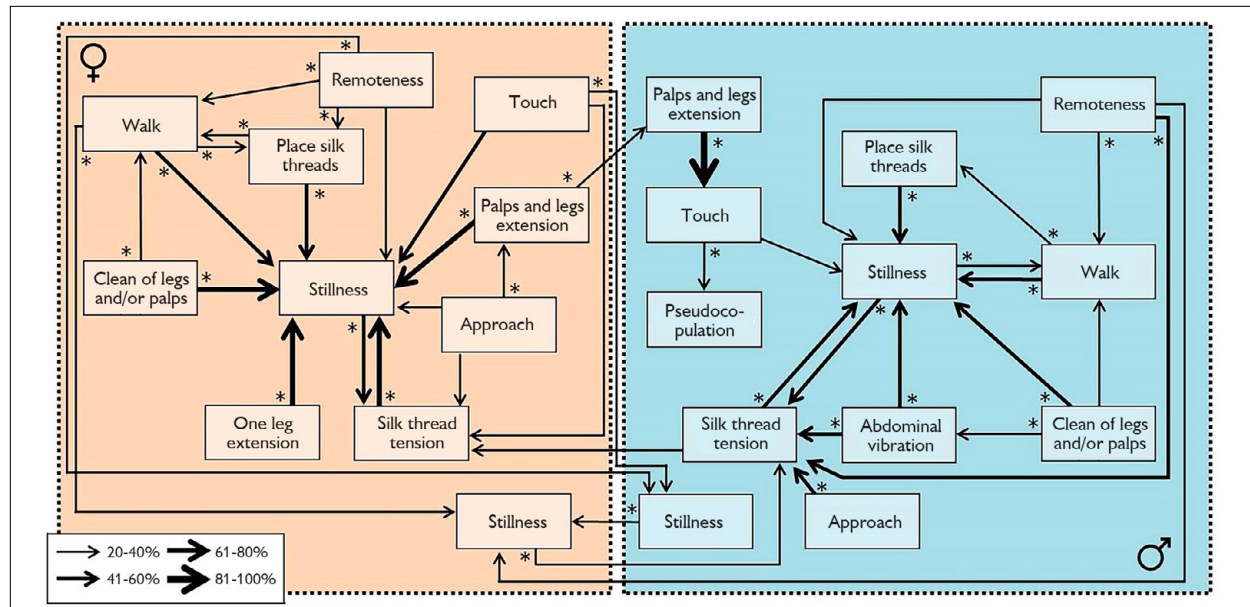 ♀
*
Remoteness
*
*
Touch
*
*
Walk
*
*
*
*
Place silk
threads
*
*
Palps and legs
extension
*
*
Clean of legs
and/or palps
*
*
Stillness
*
Approach
*
One leg
extension
*
Silk thread
tension
*
Stillness
*
Palps and legs
extension
*
Touch
*
Pseudoco-
pulation
Remoteness
*
*
Place silk
threads
*
*
Stillness
*
*
Walk
*
*
Silk thread
tension
*
Abdominal
vibration
*
*
Clean of legs
and/or palps
*
*
Stillness
*
Approach
*
♂
20-40%
61-80%
41-60%
81-100%